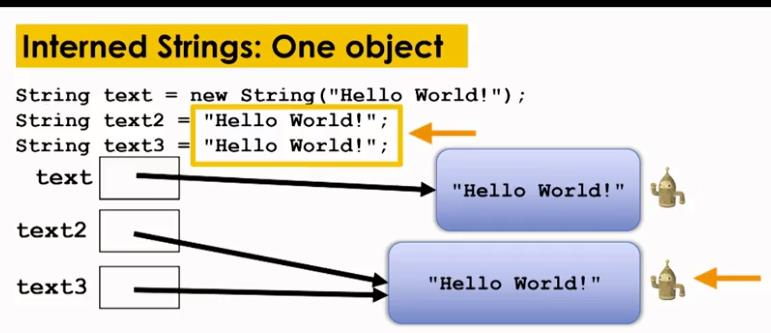 Interned Strings: One object
String text = new String("Hello World!");
String text2 = "Hello World!";
String text3 = "Hello World!";
text
"Hello World!"
text2
text3
"Hello World!"